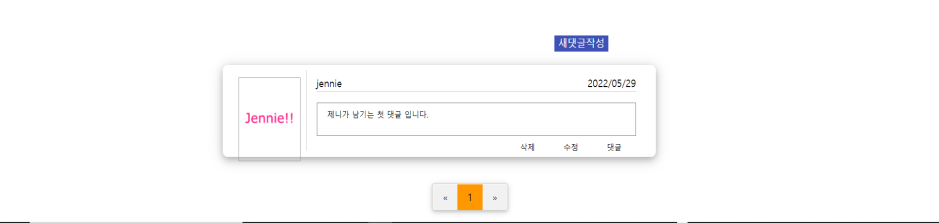 새댓글작성
jennie 2022/05/29
Jennie!!
제니가 남기는 첫 댓글 입니다.
삭제 수정 댓글
« 1 »